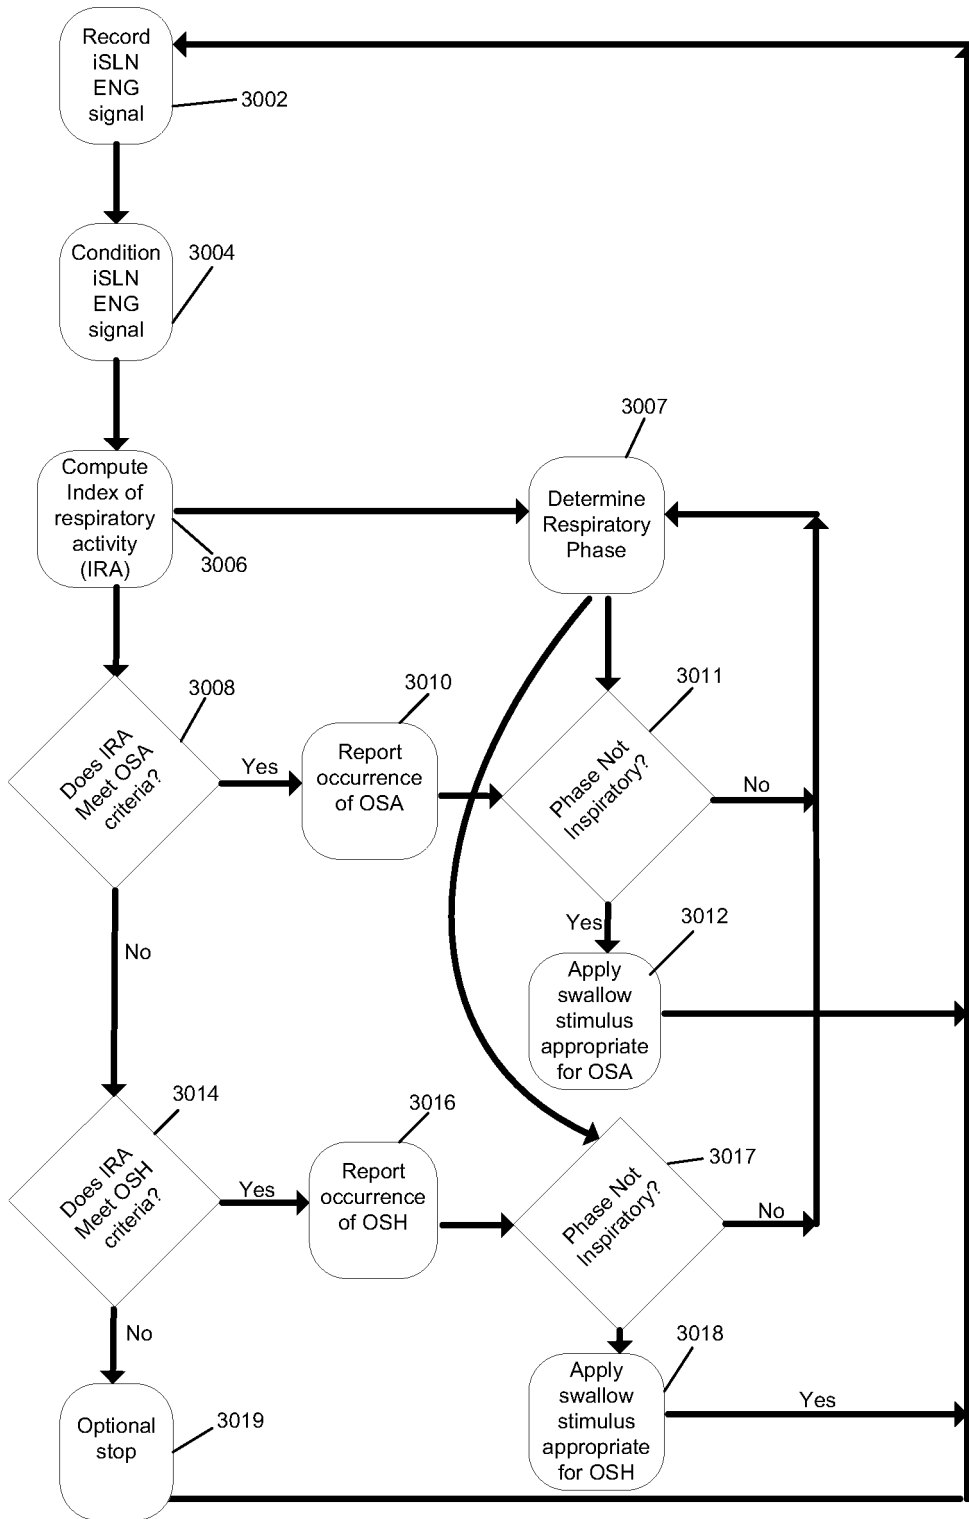 Record
iSLN
ENG
signal
3002
Condition
iSLN
ENG
signal
3004
Compute
Index of
respiratory
activity
(IRA)
3006
3007
Determine
Respiratory
Phase
3008
Does IRA
Meet OSA
criteria?
Yes
3010
Report
occurrence
of OSA
3011
Phase Not
Inspiratory?
No
Yes
3012
Apply
swallow
stimulus
appropriate
for OSA
No
3014
Does IRA
Meet OSH
criteria?
Yes
3016
Report
occurrence
of OSH
3017
Phase Not
Inspiratory?
No
No
3018
Apply
swallow
stimulus
appropriate
for OSH
Yes
Optional
stop
3019